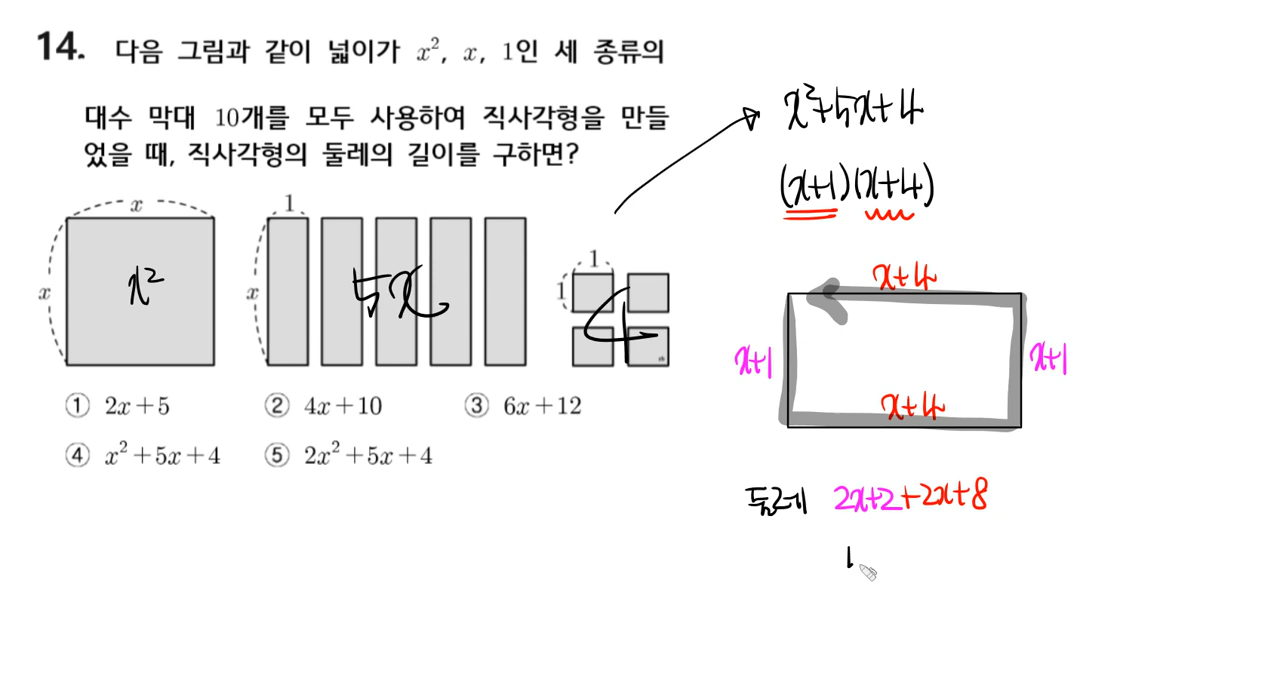 14. 다음 그림과 같이 넓이가 x², x, 1인 세 종류의
대수 막대 10개를 모두 사용하여 직사각형을 만들
었을 때, 직사각형의 둘레의 길이를 구하면?
x
x
x²
1
x
5x
1
1
4
① 2x+5
② 4x+10
③ 6x+12
④ x²+5x+4
⑤ 2x²+5x+4
x²+5x+4
(x+1)(x+4)
x+4
x+1
x+1
x+4
둘레 2x+2+2x+8